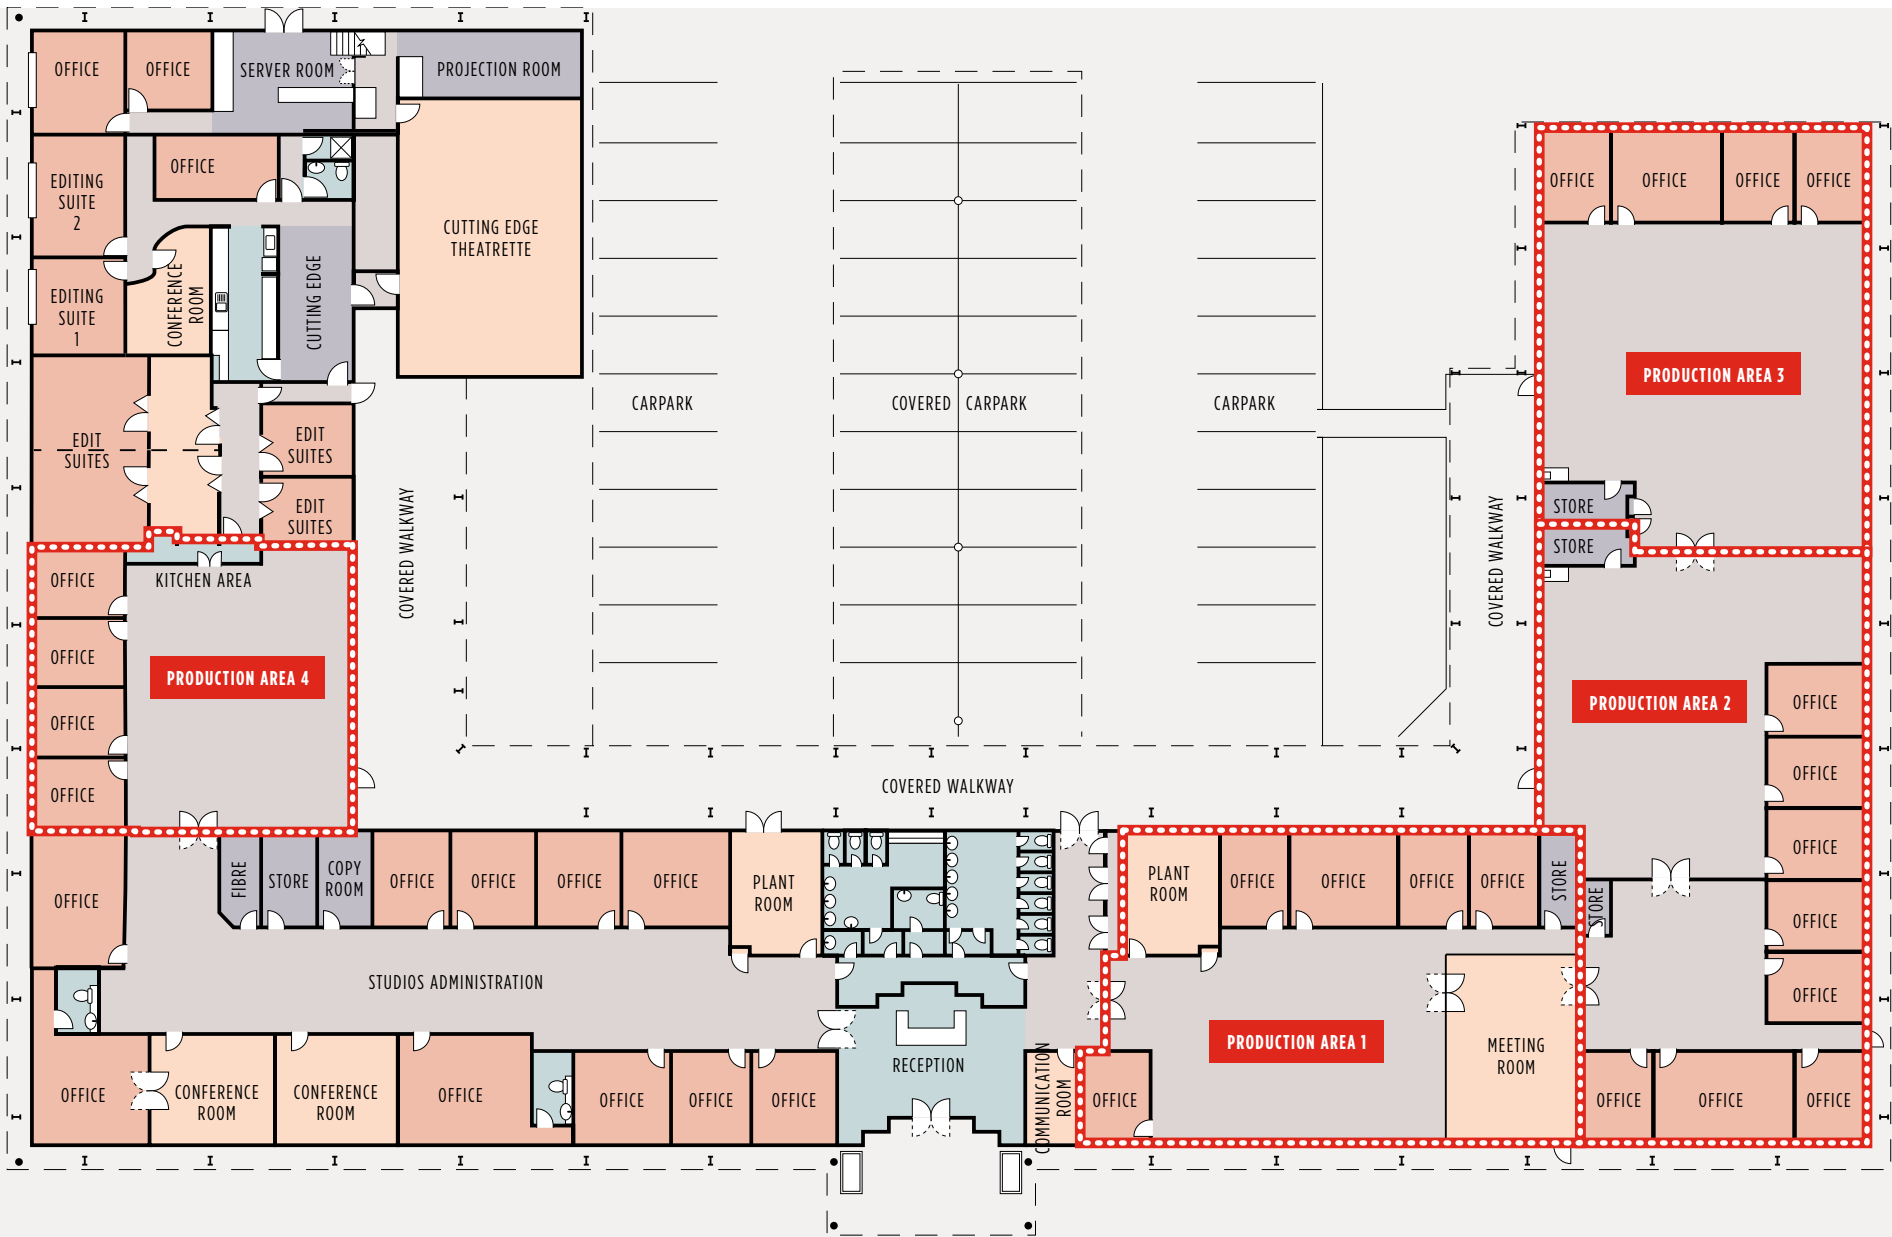 OFFICE
OFFICE
SERVER ROOM
PROJECTION ROOM
OFFICE
EDITING
SUITE
2
CUTTING EDGE
THEATRETTE
EDITING
SUITE
1
CONFERENCE
ROOM
CUTTING EDGE
EDIT
SUITES
EDIT
SUITES
EDIT
SUITES
CARPARK
COVERED CARPARK
CARPARK
COVERED WALKWAY
COVERED WALKWAY
OFFICE
OFFICE
OFFICE
OFFICE
PRODUCTION AREA 3
STORE
STORE
KITCHEN AREA
OFFICE
OFFICE
OFFICE
OFFICE
PRODUCTION AREA 4
PRODUCTION AREA 2
OFFICE
OFFICE
OFFICE
OFFICE
OFFICE
COVERED WALKWAY
OFFICE
FIBRE
STORE
COPY
ROOM
OFFICE
OFFICE
OFFICE
OFFICE
PLANT
ROOM
PLANT
ROOM
OFFICE
OFFICE
OFFICE
OFFICE
STORE
STORE
STUDIOS ADMINISTRATION
RECEPTION
PRODUCTION AREA 1
MEETING
ROOM
OFFICE
CONFERENCE
ROOM
CONFERENCE
ROOM
OFFICE
OFFICE
OFFICE
OFFICE
COMMUNICATION
ROOM
OFFICE
OFFICE
OFFICE
OFFICE